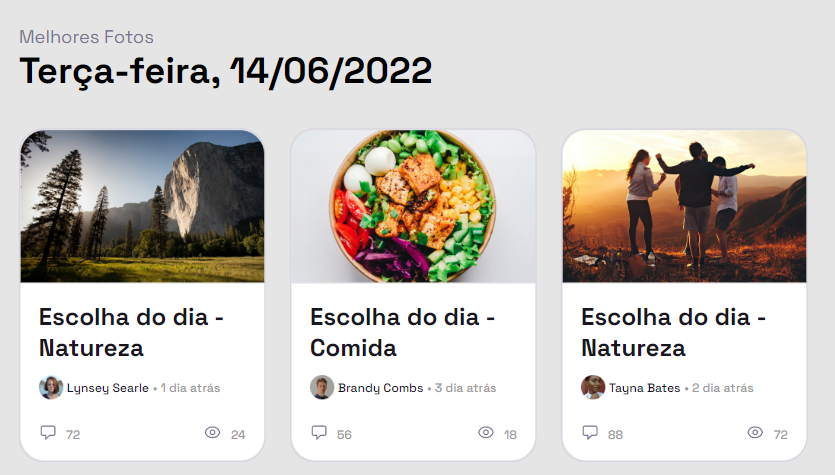 Melhores Fotos
Terça-feira, 14/06/2022
Escolha do dia -
Natureza
Lynsey Searle • 1 dia atrás
72 24
Escolha do dia -
Comida
Brandy Combs • 3 dia atrás
56 18
Escolha do dia -
Natureza
Tayna Bates • 2 dia atrás
88 72